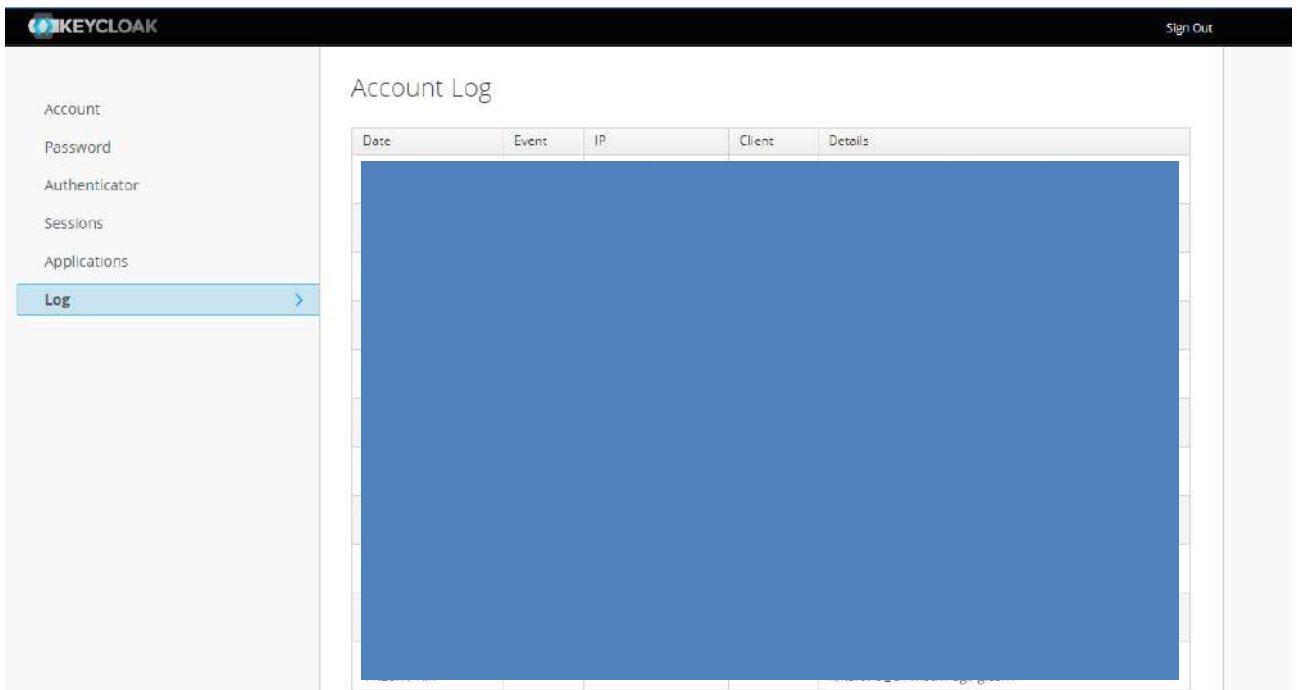 KEYCLOAK
Sign Out
Account
Password
Authenticator
Sessions
Applications
Log
Account Log
Date Event IP Client Details